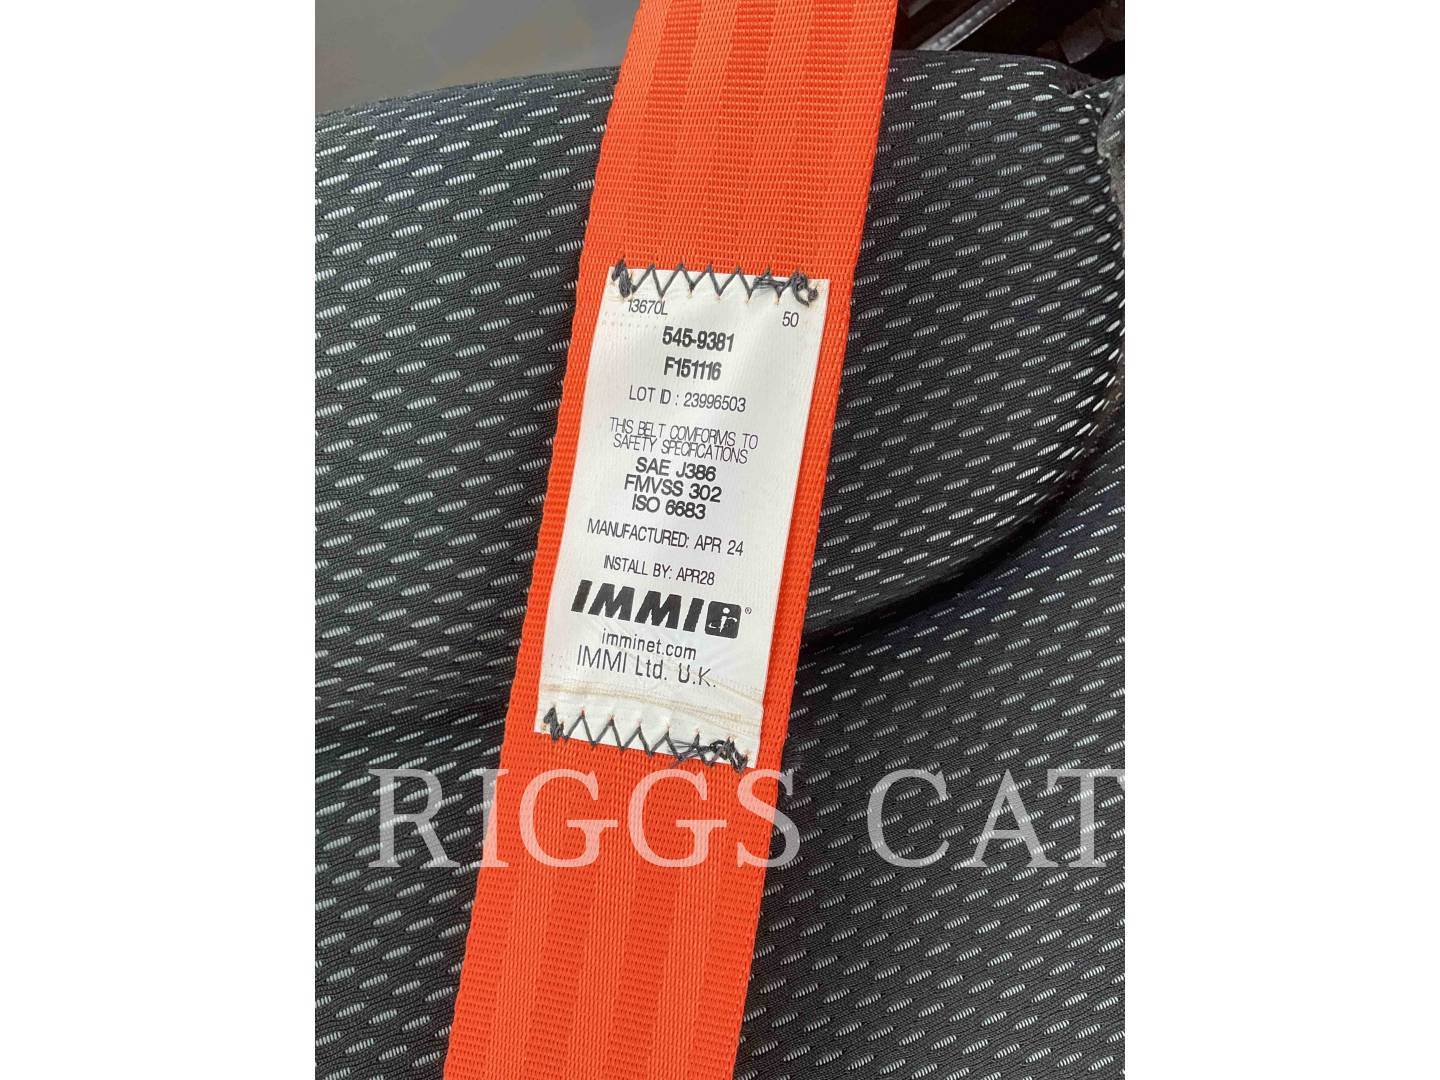 13670L 50
545-9381
F151116
LOT ID : 23996503
THIS BELT COMFORMS TO
SAFETY SPECIFICATIONS
SAE J386
FMVSS 302
ISO 6683
MANUFACTURED: APR 24
INSTALL BY: APR28
IMMI
imminet.com
IMMI Ltd. U.K.
RIGGS CAT